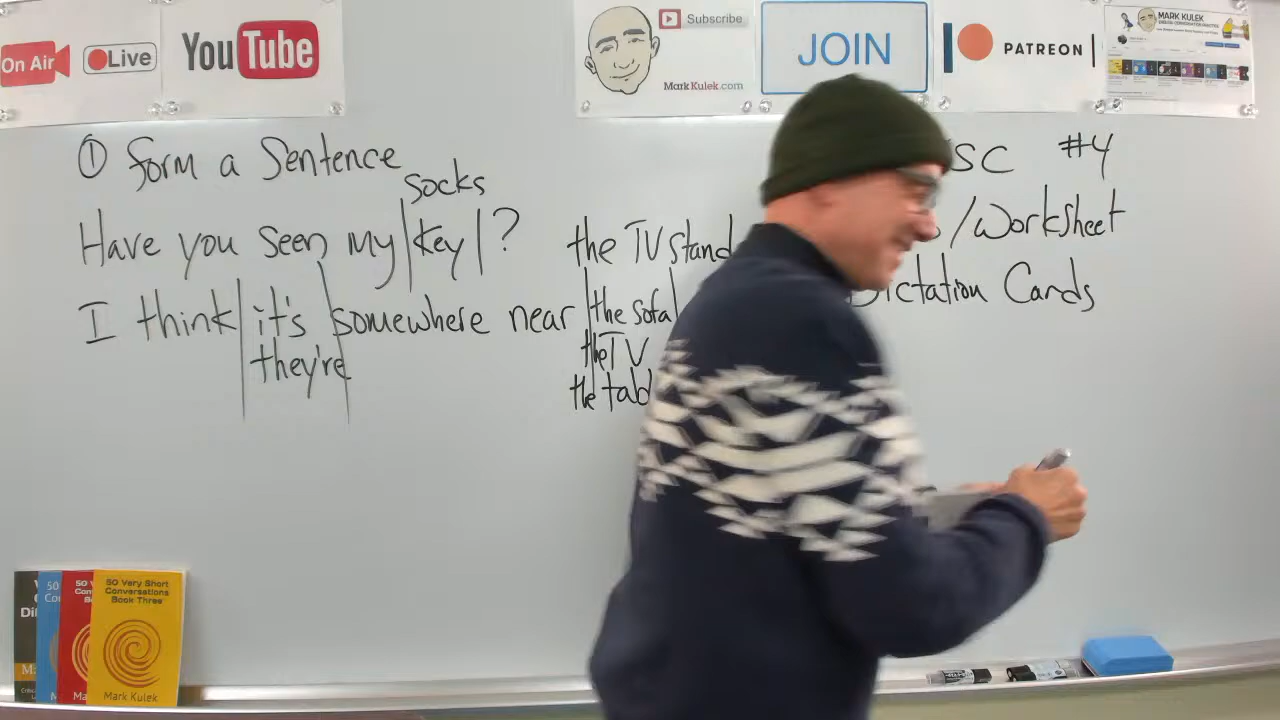 On Air
Live
YouTube
Subscribe
MarkKulek.com
JOIN
PATREON
MARK KULEK
① Form a Sentence
socks
Have you seen my key?
I think it's somewhere near the sofa
they're
the TV stand
the TV
the
SC #4
/Worksheet
Dictation Cards
50 Very Short
Conversations
Book Three
Mark Kulek